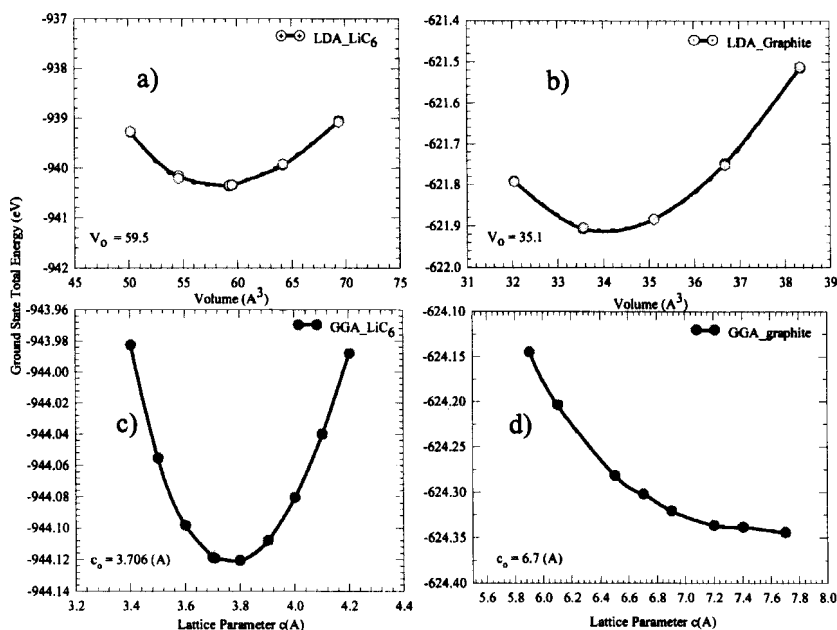 Ground State Total Energy (eV)
-937
-938
-939
-940
-941
-942
LDA_LiC6
a)
Vo = 59.5
45 50 55 60 65 70 75
Volume (A3)
-621.4
-621.5
-621.6
-621.7
-621.8
-621.9
-622.0
LDA_Graphite
b)
Vo = 35.1
31 32 33 34 35 36 37 38 39
Volume (A3)
-943.96
-943.98
-944.00
-944.02
-944.04
-944.06
-944.08
-944.10
-944.12
-944.14
GGA_LiC6
c)
co = 3.706 (A)
3.2 3.4 3.6 3.8 4.0 4.2 4.4
Lattice Parameter c(A)
-624.10
-624.15
-624.20
-624.25
-624.30
-624.35
-624.40
GGA_graphite
d)
co = 6.7 (A)
5.6 5.8 6.0 6.2 6.4 6.6 6.8 7.0 7.2 7.4 7.6 7.8 8.0
Lattice Parameter c(A)